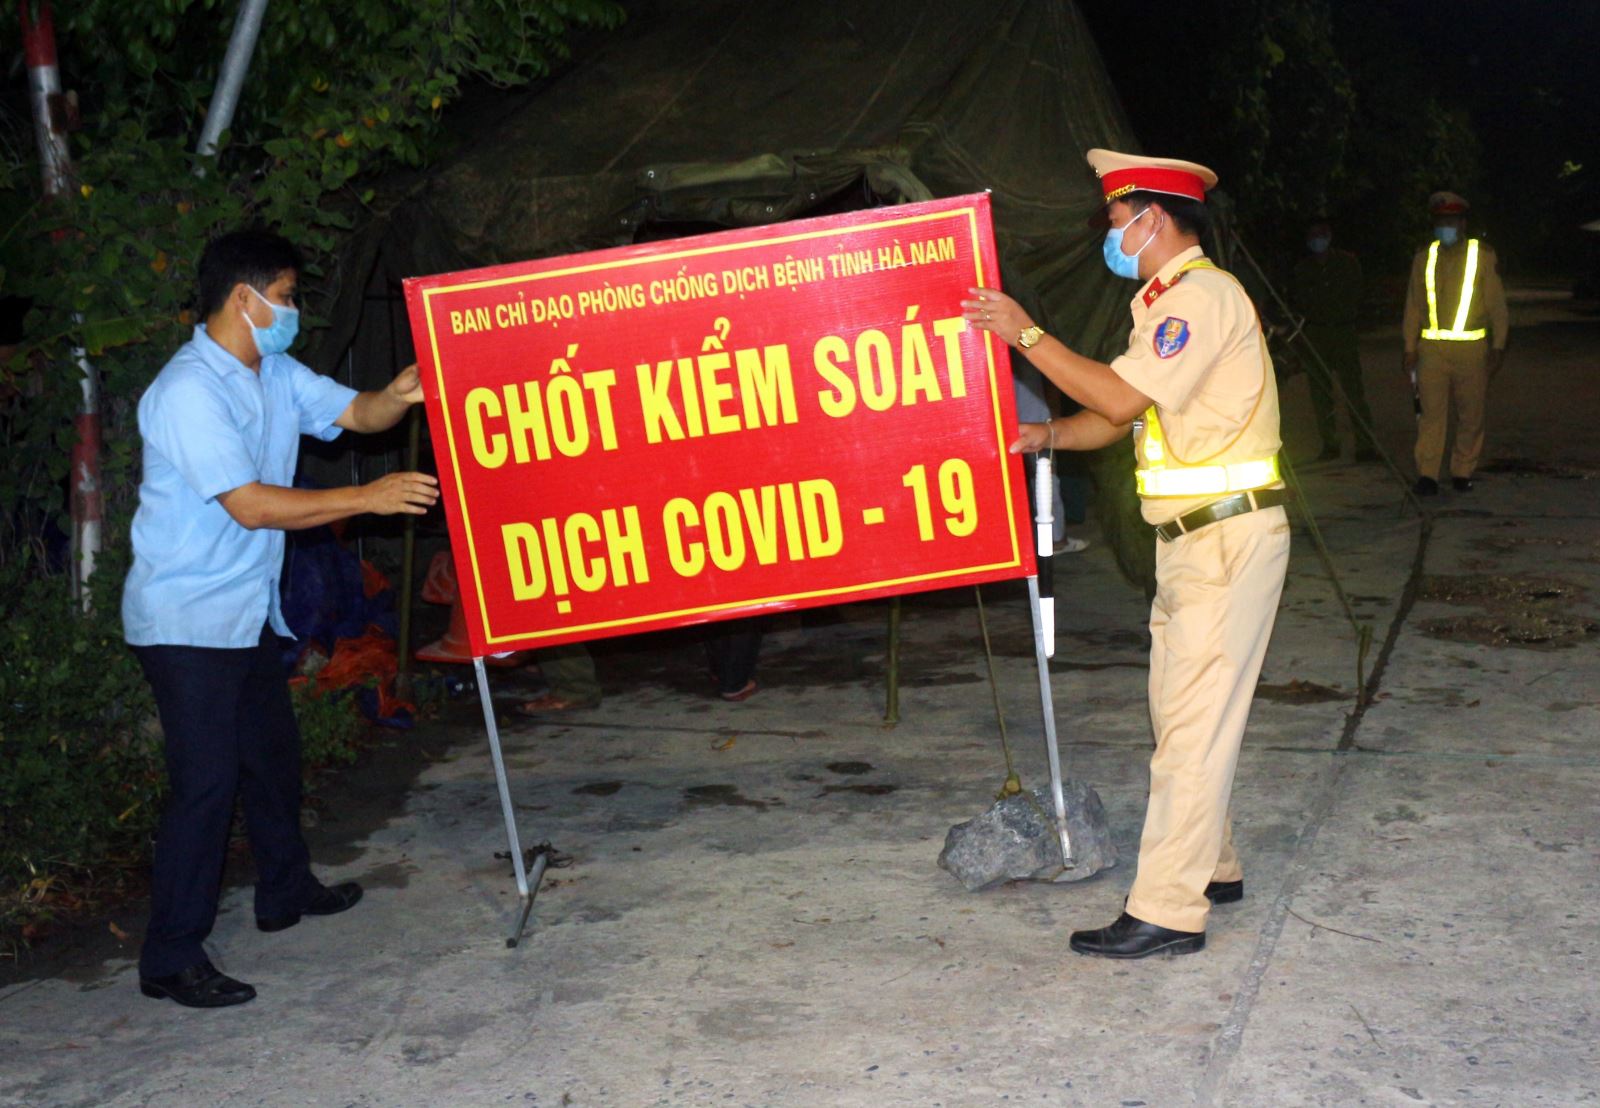 BAN CHỈ ĐẠO PHÒNG CHỐNG DỊCH BỆNH TỈNH HÀ NAM
CHỐT KIỂM SOÁT
DỊCH COVID - 19